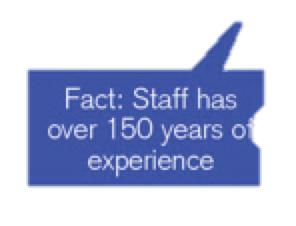 Fact: Staff has
over 150 years of
experience